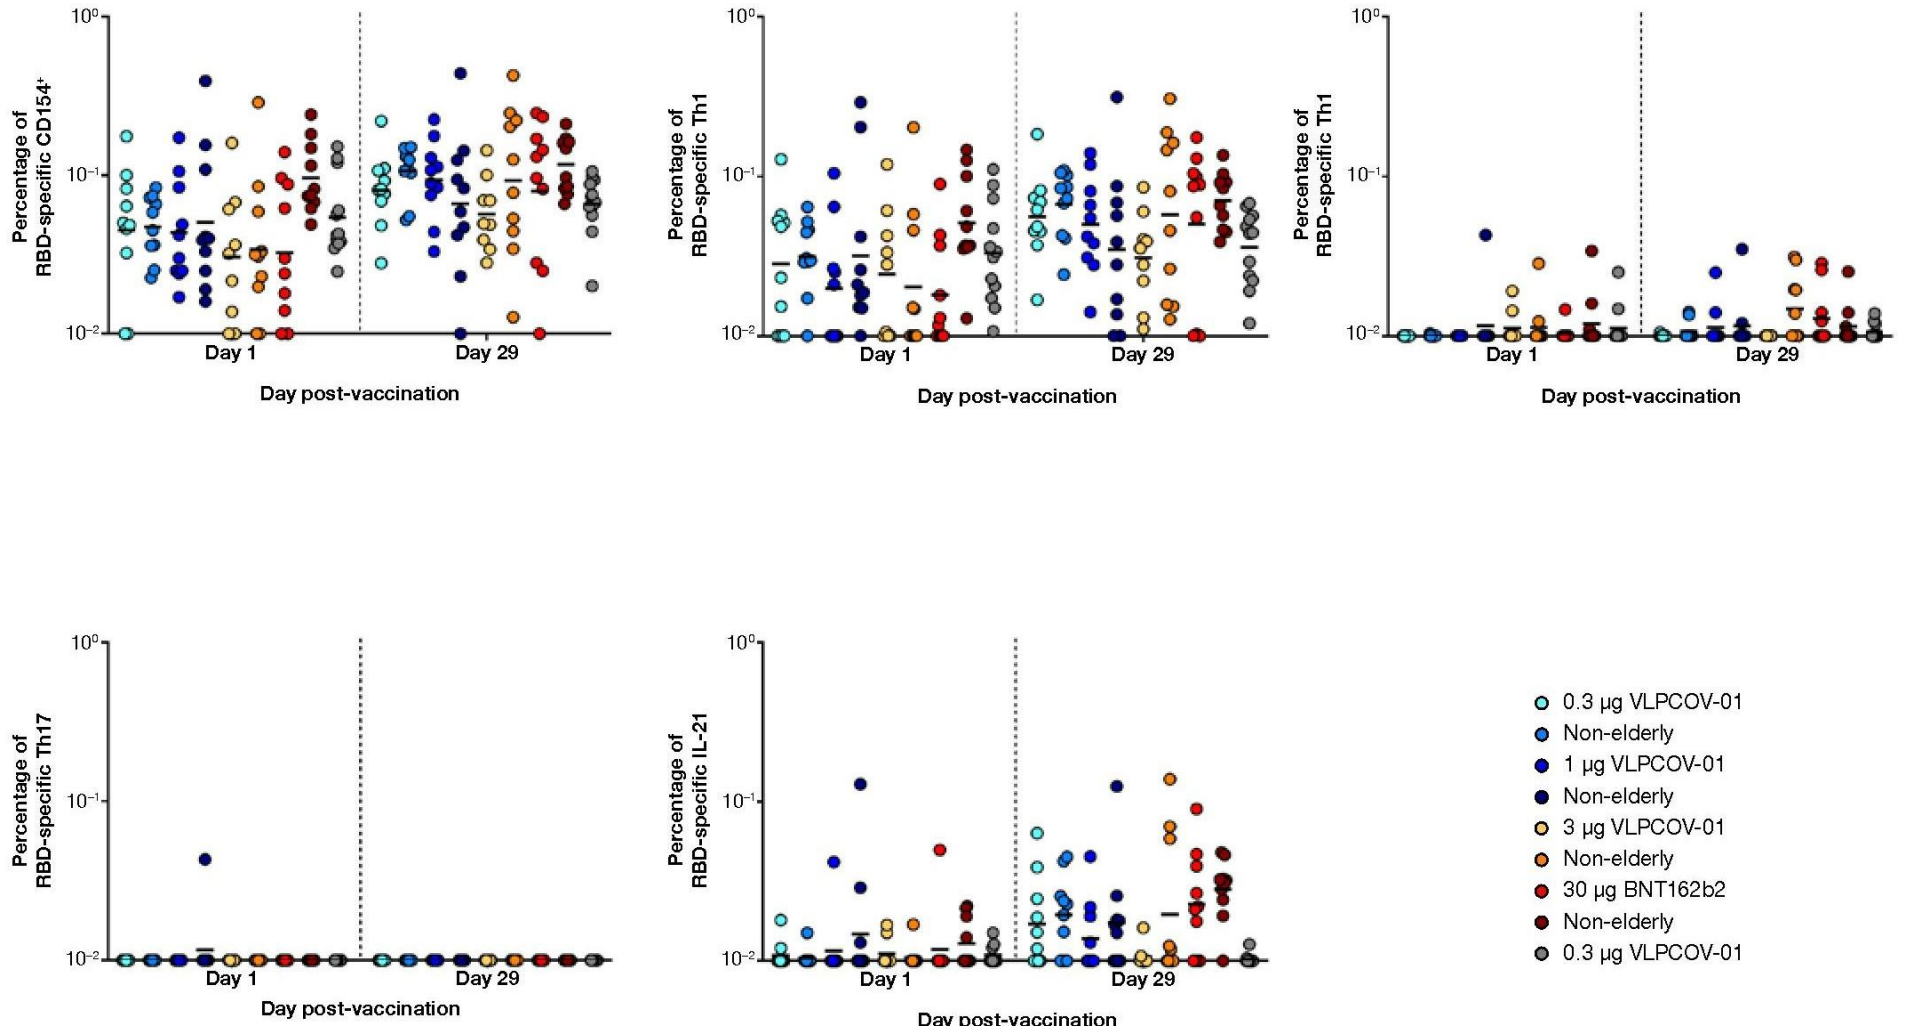 10⁰
10⁻¹
10⁻²
Percentage of
RBD-specific CD154⁺
Day 1
Day 29
Day post-vaccination
10⁰
10⁻¹
10⁻²
Percentage of
RBD-specific Th1
Day 1
Day 29
Day post-vaccination
10⁰
10⁻¹
10⁻²
Percentage of
RBD-specific Th1
Day 1
Day 29
Day post-vaccination
10⁰
10⁻¹
10⁻²
Percentage of
RBD-specific Th17
Day 1
Day 29
Day post-vaccination
10⁰
10⁻¹
10⁻²
Percentage of
RBD-specific IL-21
Day 1
Day 29
Day post-vaccination
0.3 µg VLPCOV-01
Non-elderly
1 µg VLPCOV-01
Non-elderly
3 µg VLPCOV-01
Non-elderly
30 µg BNT162b2
Non-elderly
0.3 µg VLPCOV-01